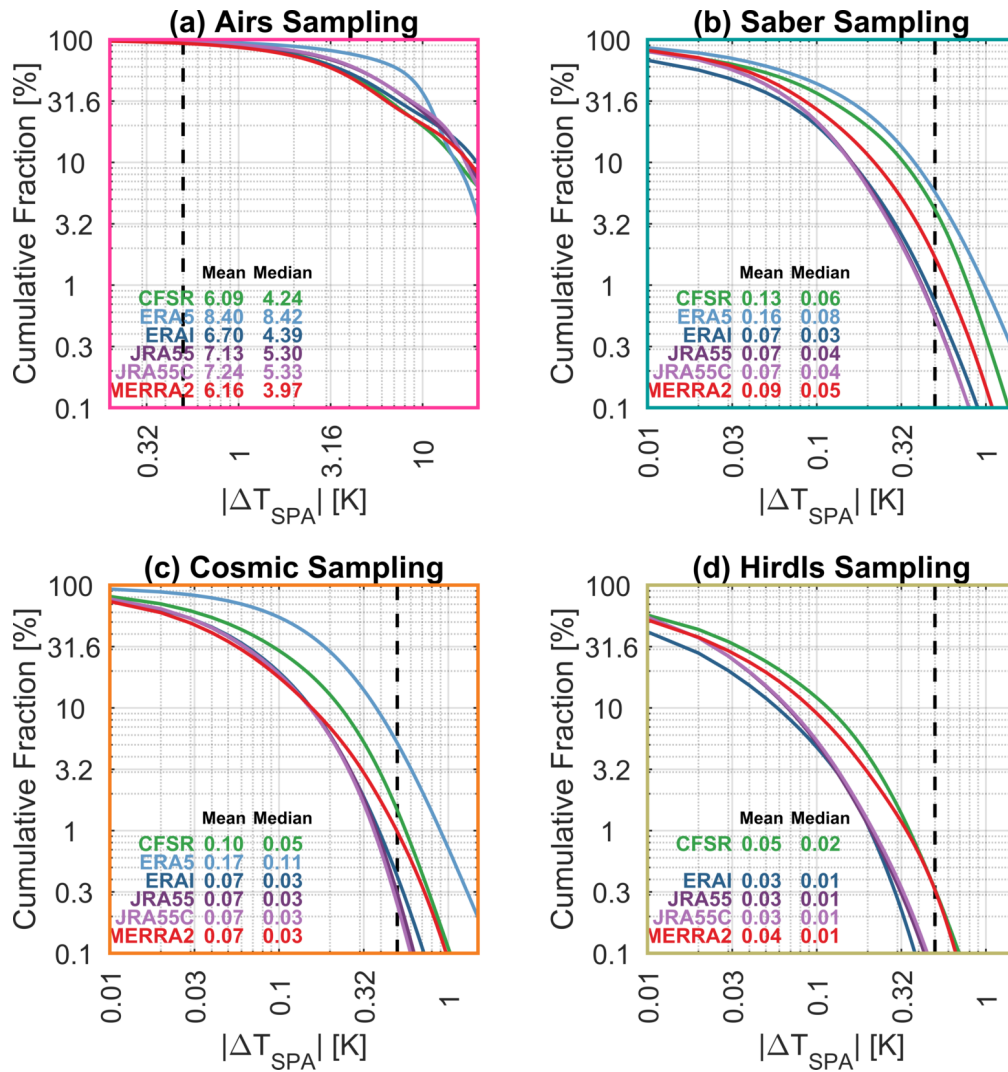 (a) Airs Sampling
Cumulative Fraction [%]
100
31.6
10
3.2
1
0.3
0.1
Mean Median
CFSR 6.09 4.24
ERA5 8.40 8.42
ERAI 6.70 4.39
JRA55 7.13 5.30
JRA55C 7.24 5.33
MERRA2 6.16 3.97
0.32 1 3.16 10
|ΔT_SPA| [K]
(b) Saber Sampling
Cumulative Fraction [%]
100
31.6
10
3.2
1
0.3
0.1
Mean Median
CFSR 0.13 0.06
ERA5 0.16 0.08
ERAI 0.07 0.03
JRA55 0.07 0.04
JRA55C 0.07 0.04
MERRA2 0.09 0.05
0.01 0.03 0.1 0.32 1
|ΔT_SPA| [K]
(c) Cosmic Sampling
Cumulative Fraction [%]
100
31.6
10
3.2
1
0.3
0.1
Mean Median
CFSR 0.10 0.05
ERA5 0.17 0.11
ERAI 0.07 0.03
JRA55 0.07 0.03
JRA55C 0.07 0.03
MERRA2 0.07 0.03
0.01 0.03 0.1 0.32 1
|ΔT_SPA| [K]
(d) Hirdls Sampling
Cumulative Fraction [%]
100
31.6
10
3.2
1
0.3
0.1
Mean Median
CFSR 0.05 0.02
ERAI 0.03 0.01
JRA55 0.03 0.01
JRA55C 0.03 0.01
MERRA2 0.04 0.01
0.01 0.03 0.1 0.32 1
|ΔT_SPA| [K]